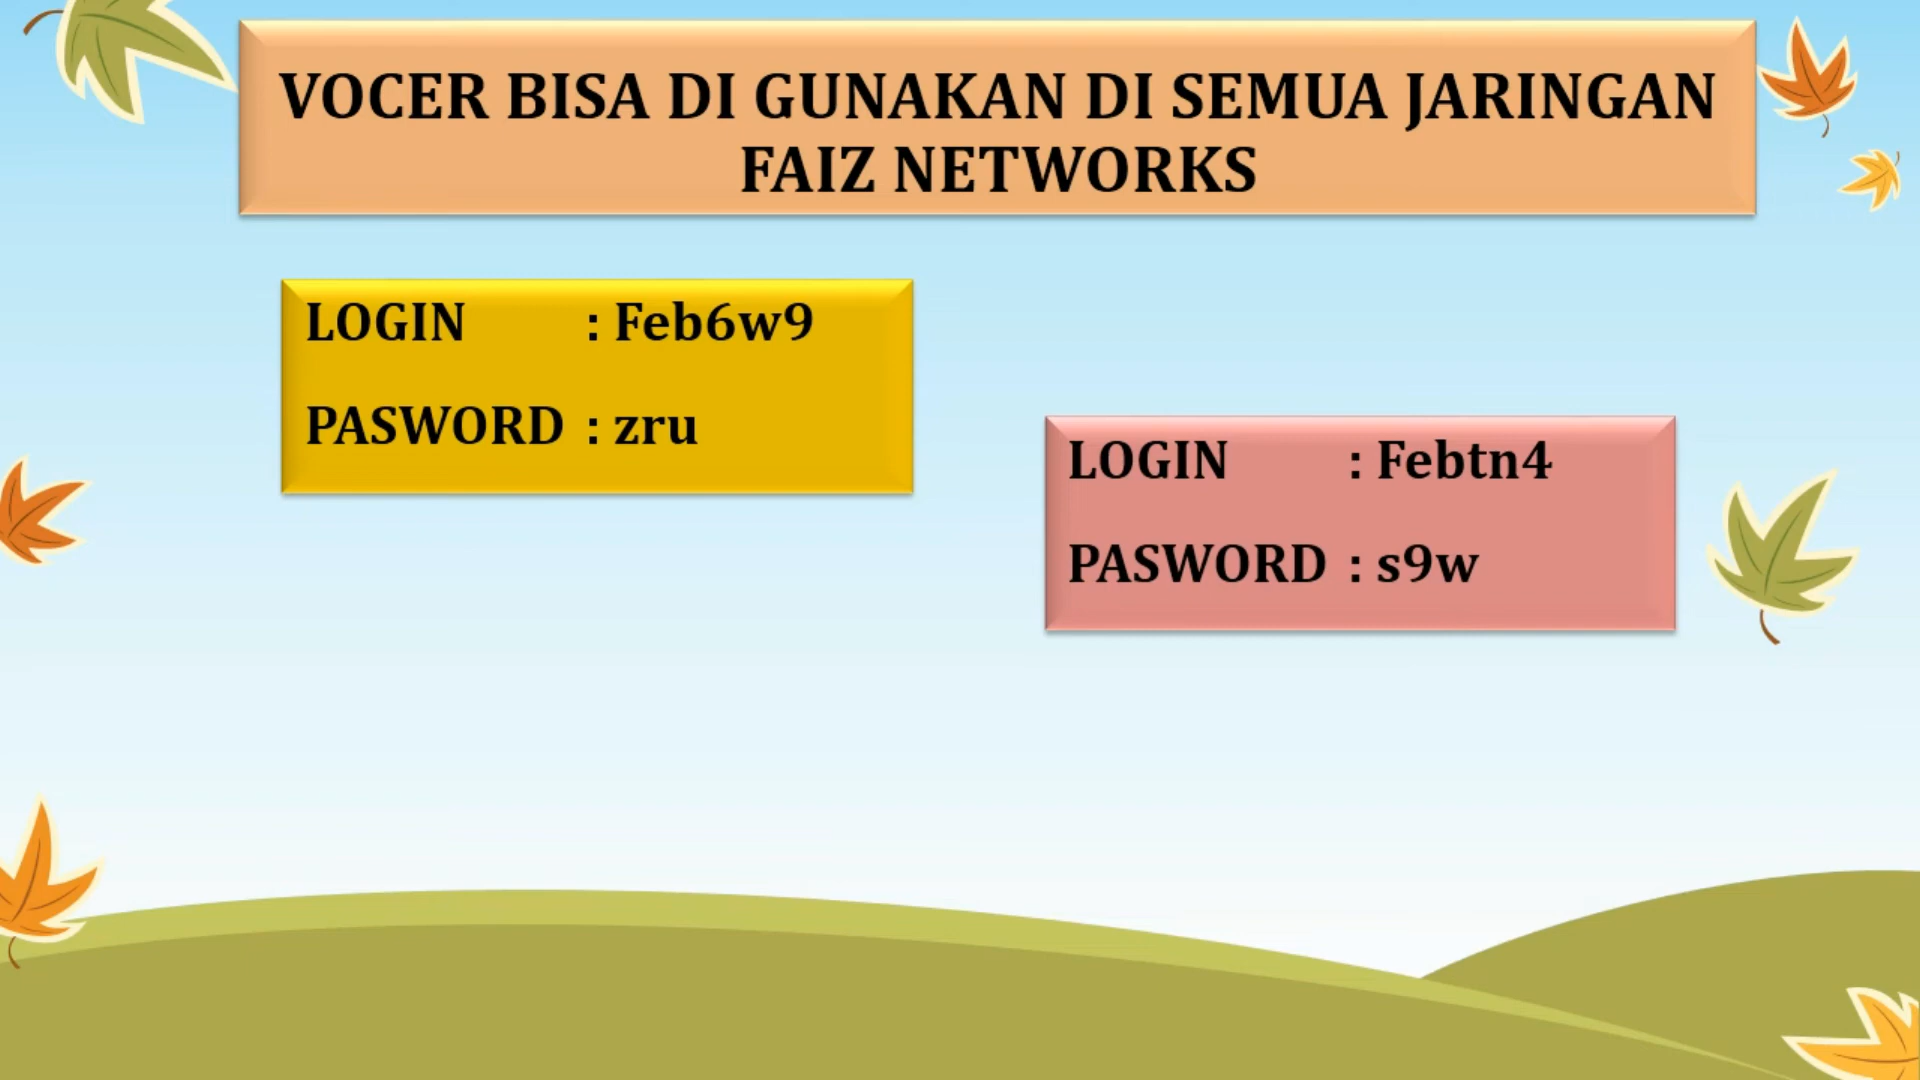 VOCER BISA DI GUNAKAN DI SEMUA JARINGAN
FAIZ NETWORKS
LOGIN : Feb6w9
PASWORD : zru
LOGIN : Febtn4
PASWORD : s9w